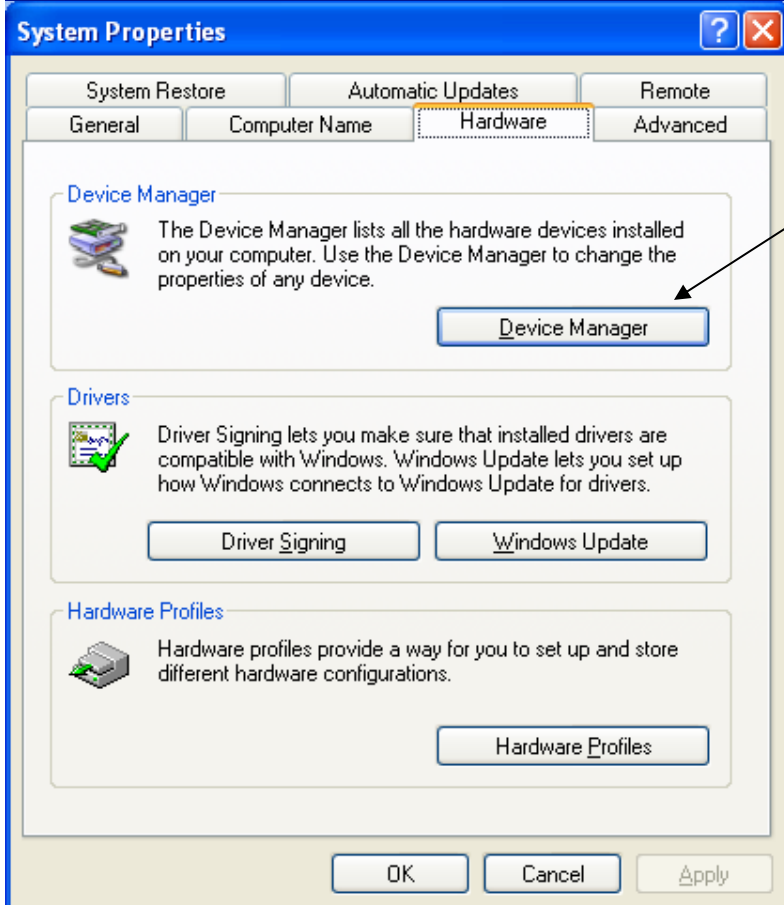 System Properties
System Restore Automatic Updates Remote
General Computer Name Hardware Advanced
Device Manager
The Device Manager lists all the hardware devices installed
on your computer. Use the Device Manager to change the
properties of any device.
Device Manager
Drivers
Driver Signing lets you make sure that installed drivers are
compatible with Windows. Windows Update lets you set up
how Windows connects to Windows Update for drivers.
Driver Signing Windows Update
Hardware Profiles
Hardware profiles provide a way for you to set up and store
different hardware configurations.
Hardware Profiles
OK Cancel Apply